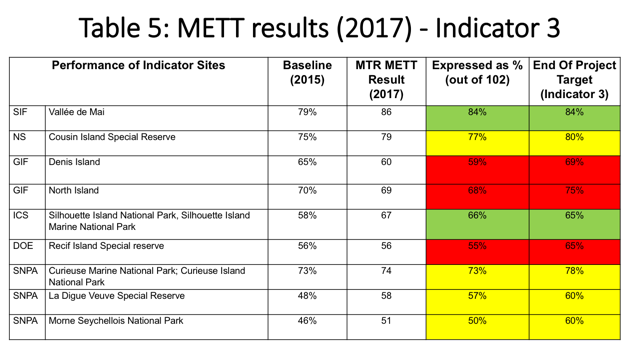 Table 5: METT results (2017) - Indicator 3
Performance of Indicator Sites Baseline (2015) MTR METT Result (2017) Expressed as % (out of 102) End Of Project Target (Indicator 3)
SIF Vallée de Mai 79% 86 84% 84%
NS Cousin Island Special Reserve 75% 79 77% 80%
GIF Denis Island 65% 60 59% 69%
GIF North Island 70% 69 68% 75%
ICS Silhouette Island National Park, Silhouette Island Marine National Park 58% 67 66% 65%
DOE Recif Island Special reserve 56% 56 55% 65%
SNPA Curieuse Marine National Park; Curieuse Island National Park 73% 74 73% 78%
SNPA La Digue Veuve Special Reserve 48% 58 57% 60%
SNPA Morne Seychellois National Park 46% 51 50% 60%